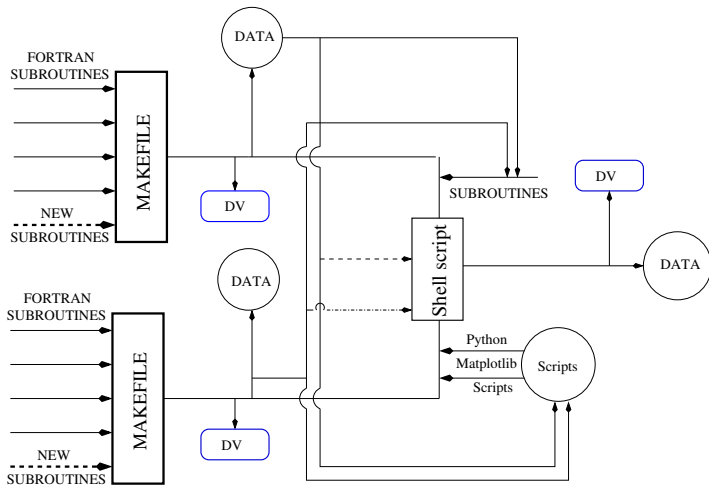 DATA
FORTRAN
SUBROUTINES
MAKEFILE
NEW
SUBROUTINES
DV
SUBROUTINES
DV
Shell script
DATA
DATA
FORTRAN
SUBROUTINES
MAKEFILE
NEW
SUBROUTINES
DV
Python
Matplotlib
Scripts
Scripts